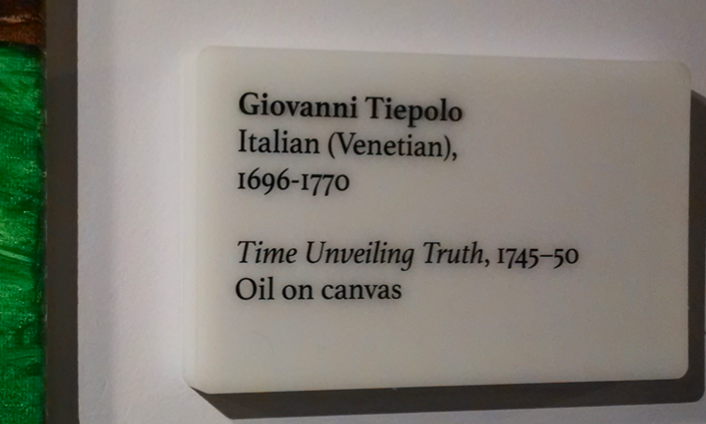 Giovanni Tiepolo
Italian (Venetian),
1696-1770
Time Unveiling Truth, 1745–50
Oil on canvas